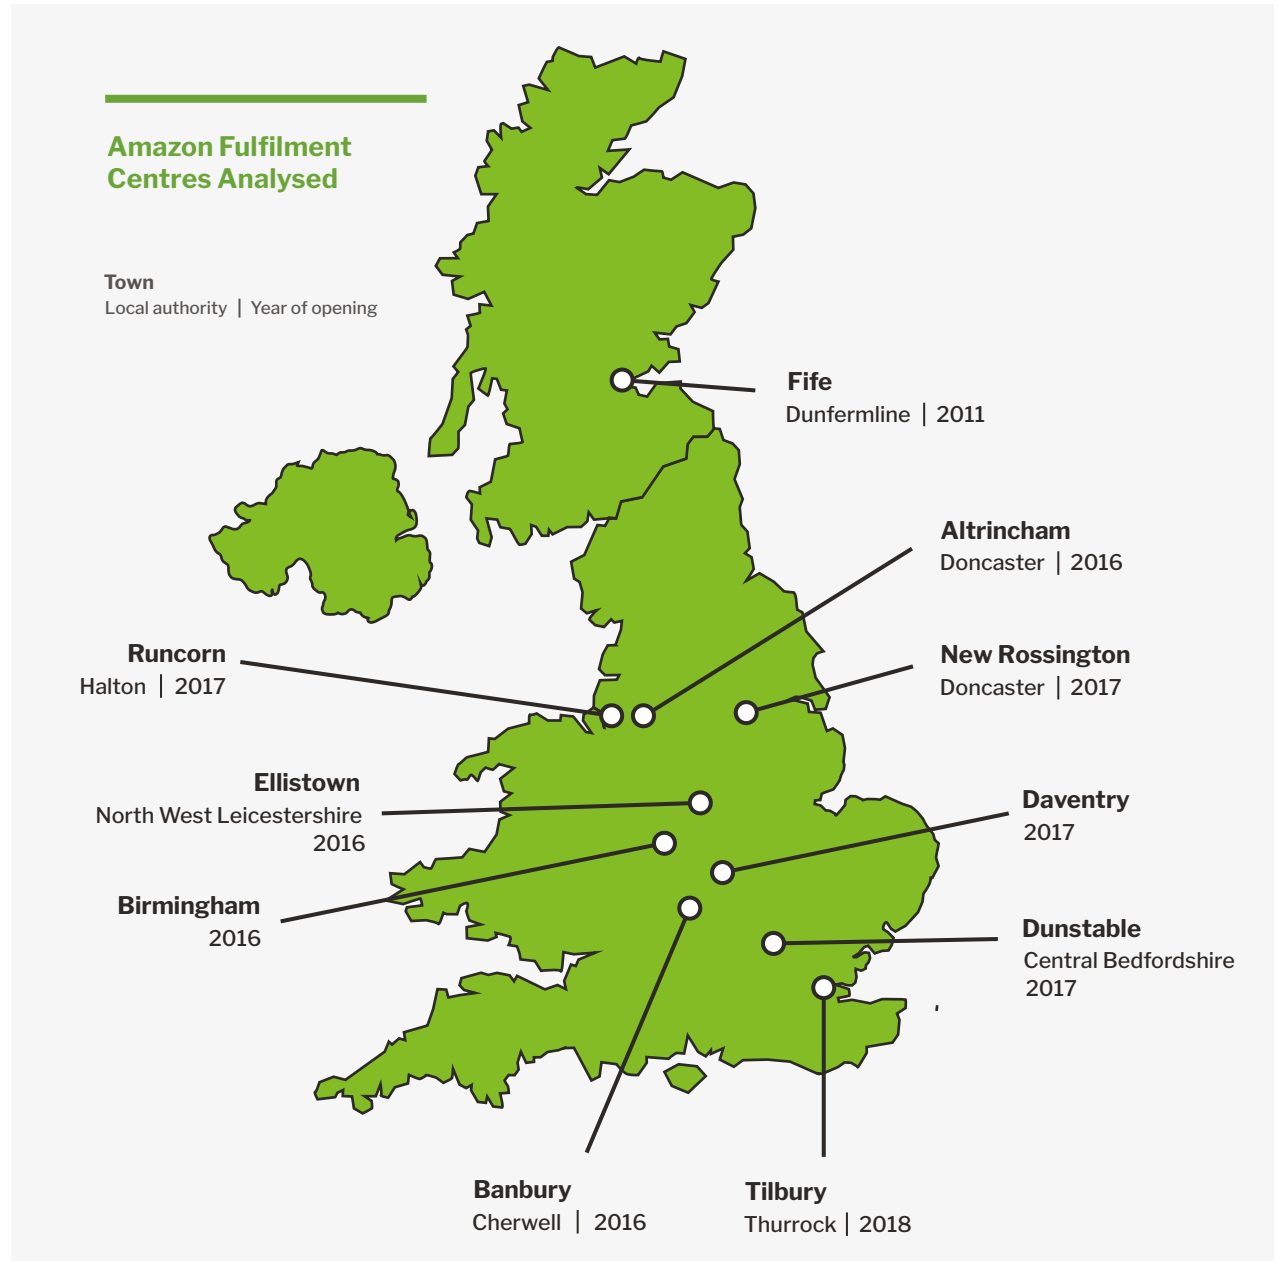 Amazon Fulfilment
Centres Analysed
Town
Local authority | Year of opening
Fife
Dunfermline | 2011
Altrincham
Doncaster | 2016
Runcorn
Halton | 2017
New Rossington
Doncaster | 2017
Ellistown
North West Leicestershire
2016
Daventry
2017
Birmingham
2016
Dunstable
Central Bedfordshire
2017
Banbury
Cherwell | 2016
Tilbury
Thurrock | 2018